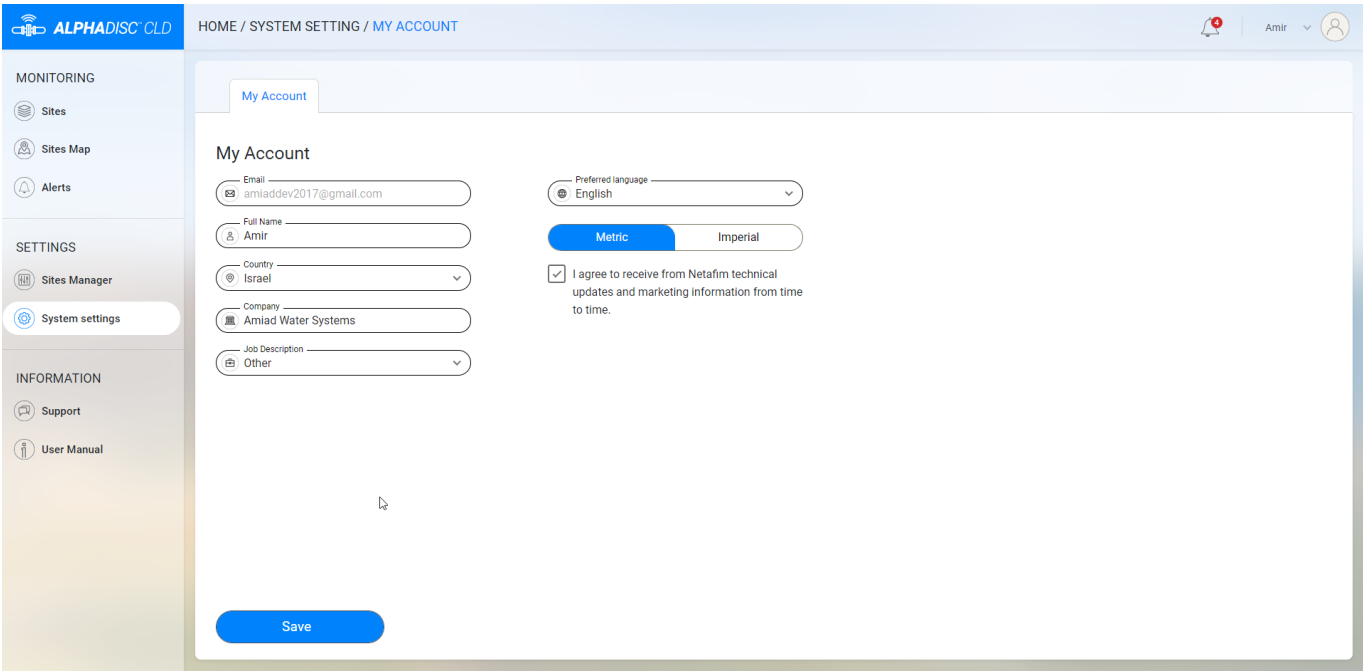 ALPHADISC™ CLD
HOME / SYSTEM SETTING / MY ACCOUNT
4
Amir
MONITORING
Sites
Sites Map
Alerts
SETTINGS
Sites Manager
System settings
INFORMATION
Support
User Manual
My Account
My Account
Email
amiaddev2017@gmail.com
Full Name
Amir
Country
Israel
Company
Amiad Water Systems
Job Description
Other
Preferred language
English
Metric
Imperial
I agree to receive from Netafim technical
updates and marketing information from time
to time.
Save